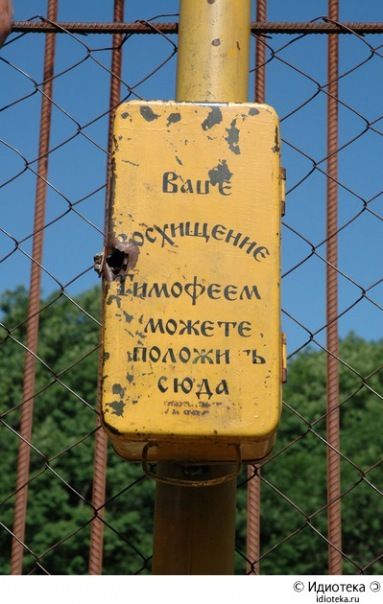 Ваше
восхищение
Тимофеем
можете
положить
сюда
© Идиотека
idioteka.ru